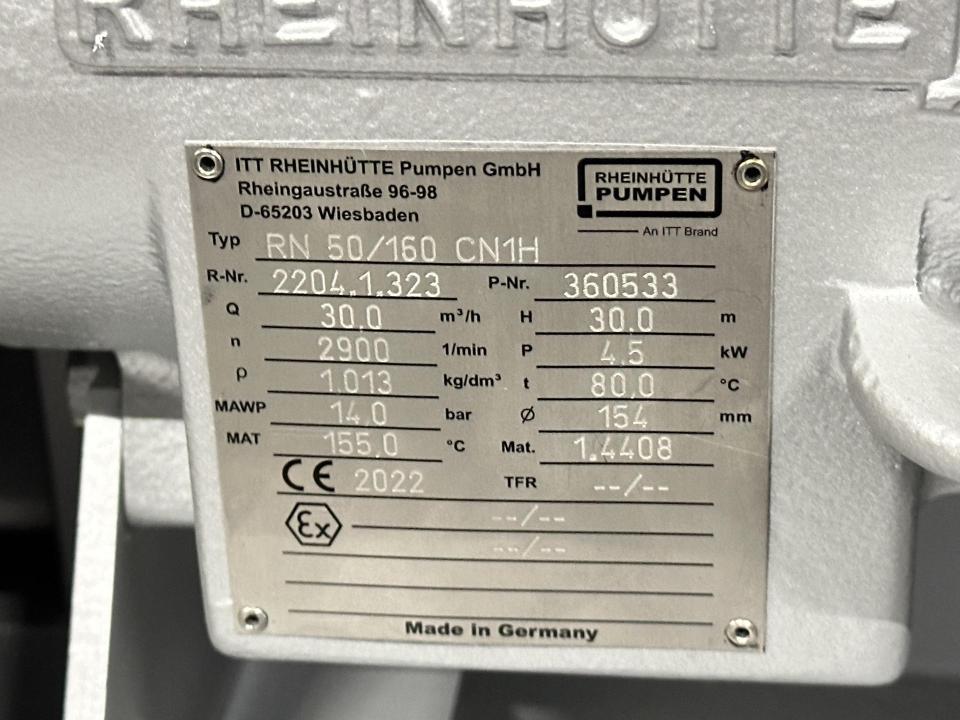 RHEINHÜTTE
ITT RHEINHÜTTE Pumpen GmbH
Rheingaustraße 96-98
D-65203 Wiesbaden
RHEINHÜTTE
PUMPEN
An ITT Brand
Typ RN 50/160 CN1H
R-Nr. 2204.1.323 P-Nr. 360533
Q 30.0 m³/h H 30.0 m
n 2900 1/min P 4.5 kW
ρ 1.013 kg/dm³ t 80.0 °C
MAWP 14.0 bar Ø 154 mm
MAT 155.0 °C Mat. 1.4408
CE 2022 TFR --/--
Ex --/--
--/--
Made in Germany